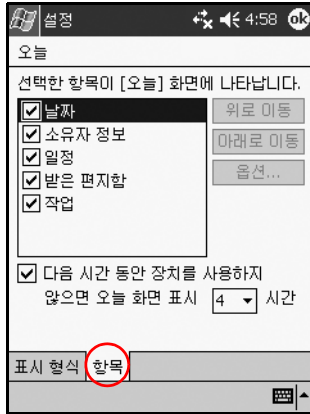 설정 4:58 ok
오늘
선택한 항목이 [오늘] 화면에 나타납니다.
날짜
소유자 정보
일정
받은 편지함
작업
위로 이동
아래로 이동
옵션...
다음 시간 동안 장치를 사용하지
않으면 오늘 화면 표시 4 시간
표시 형식 항목